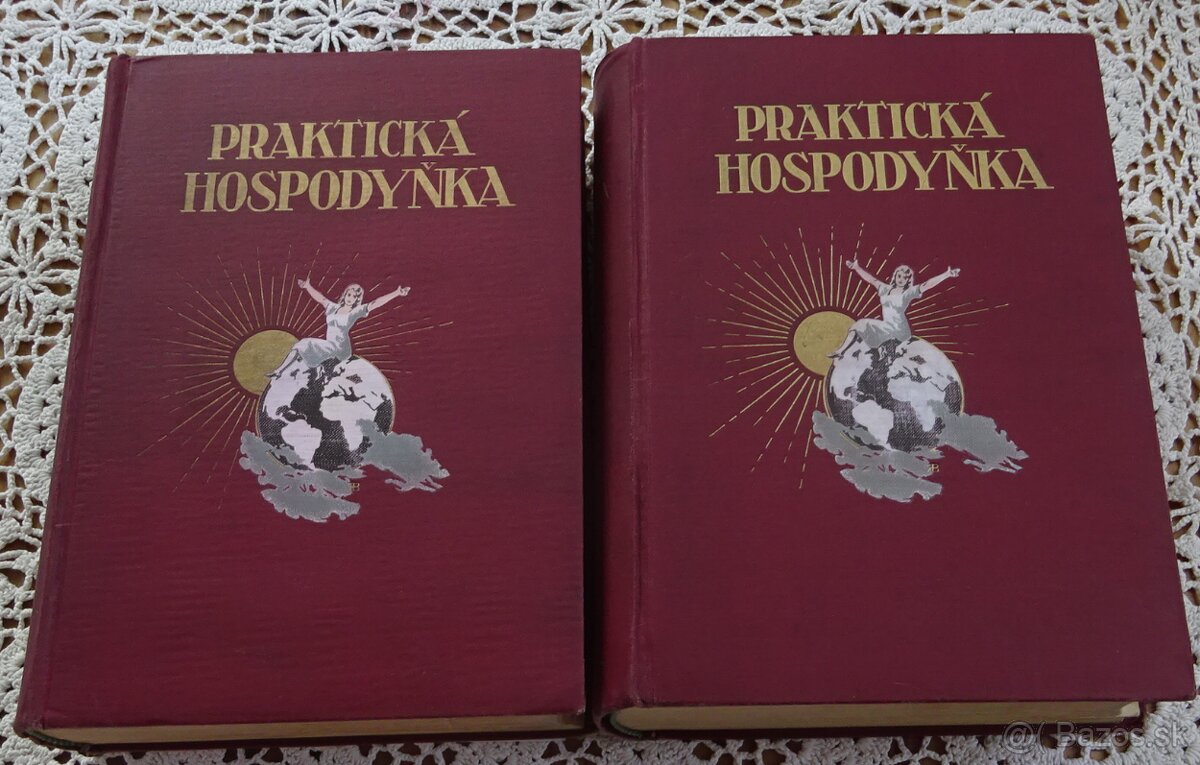 PRAKTICKÁ
HOSPODYŇKA
PRAKTICKÁ
HOSPODYŇKA
@( Bazos.sk